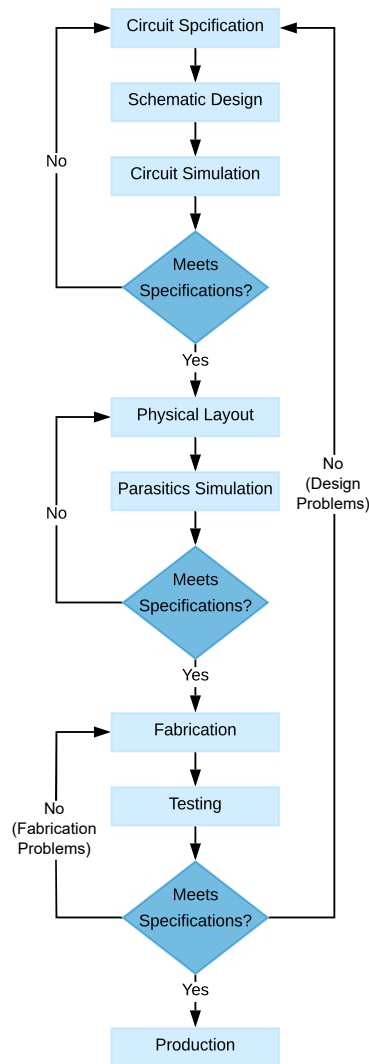 Circuit Spcification
Schematic Design
No
Circuit Simulation
Meets
Specifications?
Yes
Physical Layout
No
(Design
Problems)
Parasitics Simulation
No
Meets
Specifications?
Yes
Fabrication
Testing
No
(Fabrication
Problems)
Meets
Specifications?
Yes
Production